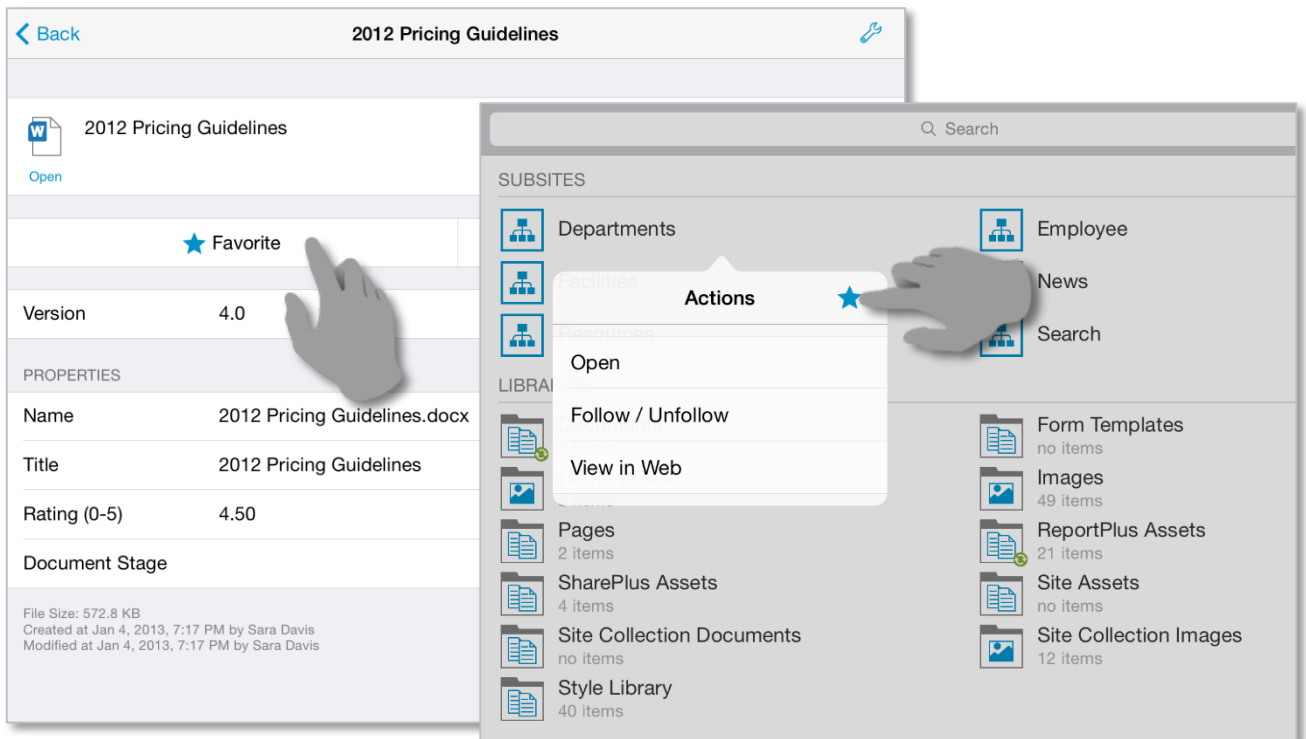 Back
2012 Pricing Guidelines
W
2012 Pricing Guidelines
Open
Favorite
Version 4.0
PROPERTIES
Name 2012 Pricing Guidelines.docx
Title 2012 Pricing Guidelines
Rating (0-5) 4.50
Document Stage
File Size: 572.8 KB
Created at Jan 4, 2013, 7:17 PM by Sara Davis
Modified at Jan 4, 2013, 7:17 PM by Sara Davis
Search
SUBSITES
Departments
Employee
Facilities
News
Resources
Search
Actions
Open
Follow / Unfollow
View in Web
LIBRA
Form Templates
no items
Images
49 items
Pages
2 items
ReportPlus Assets
21 items
SharePlus Assets
4 items
Site Assets
no items
Site Collection Documents
no items
Site Collection Images
12 items
Style Library
40 items